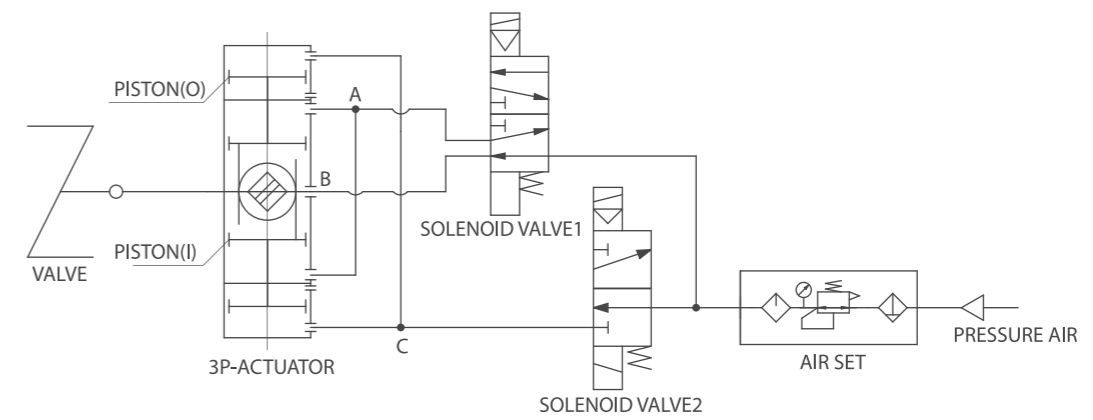 PISTON(O)
A
B
SOLENOID VALVE1
PISTON(I)
VALVE
C
PRESSURE AIR
AIR SET
3P-ACTUATOR
SOLENOID VALVE2